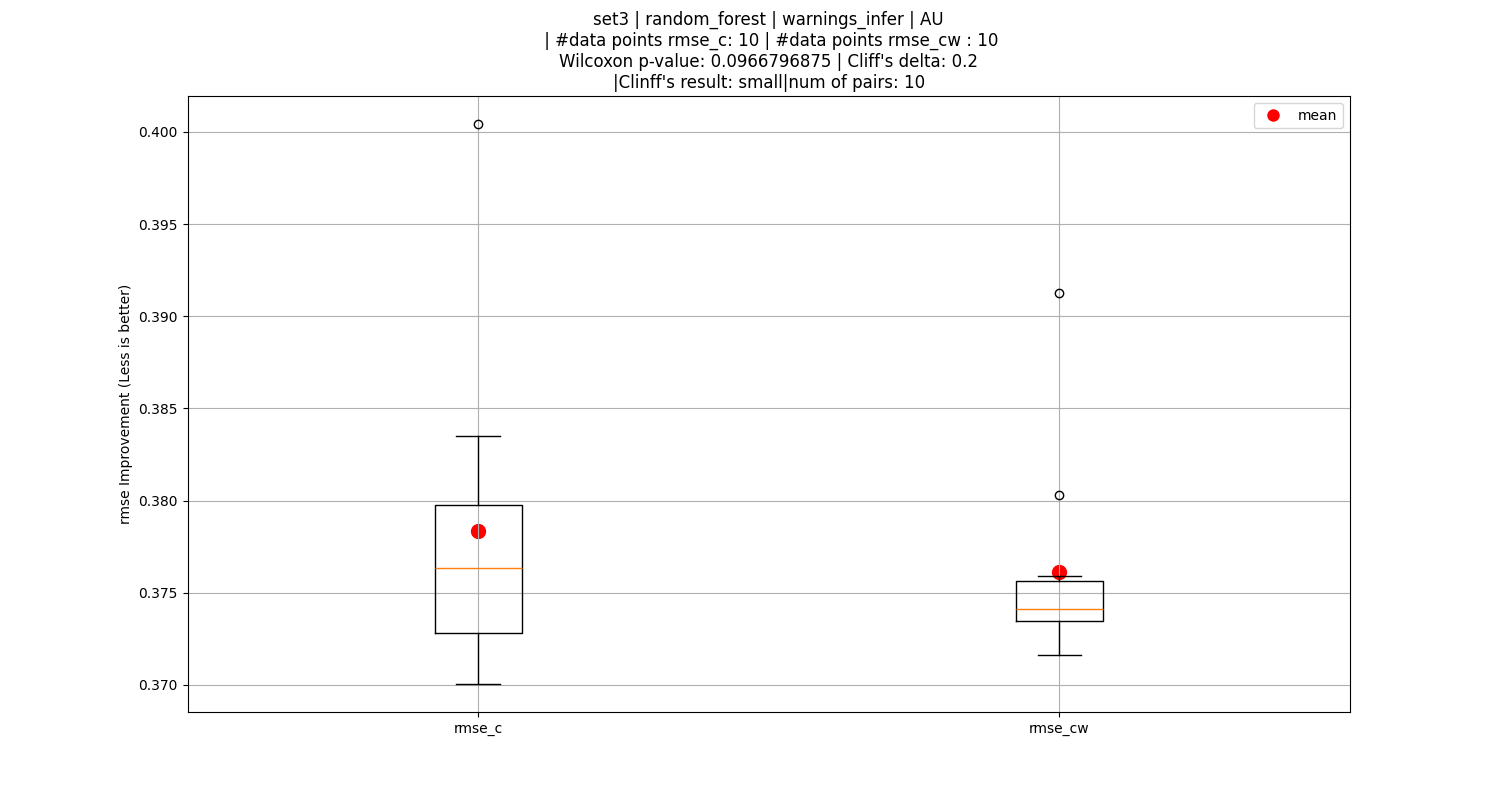 set3 | random_forest | warnings_infer | AU
| #data points rmse_c: 10 | #data points rmse_cw : 10
Wilcoxon p-value: 0.0966796875 | Cliff's delta: 0.2
|Clinff's result: small|num of pairs: 10
mean
0.400
0.395
0.390
0.385
0.380
0.375
0.370
rmse Improvement (Less is better)
rmse_c
rmse_cw